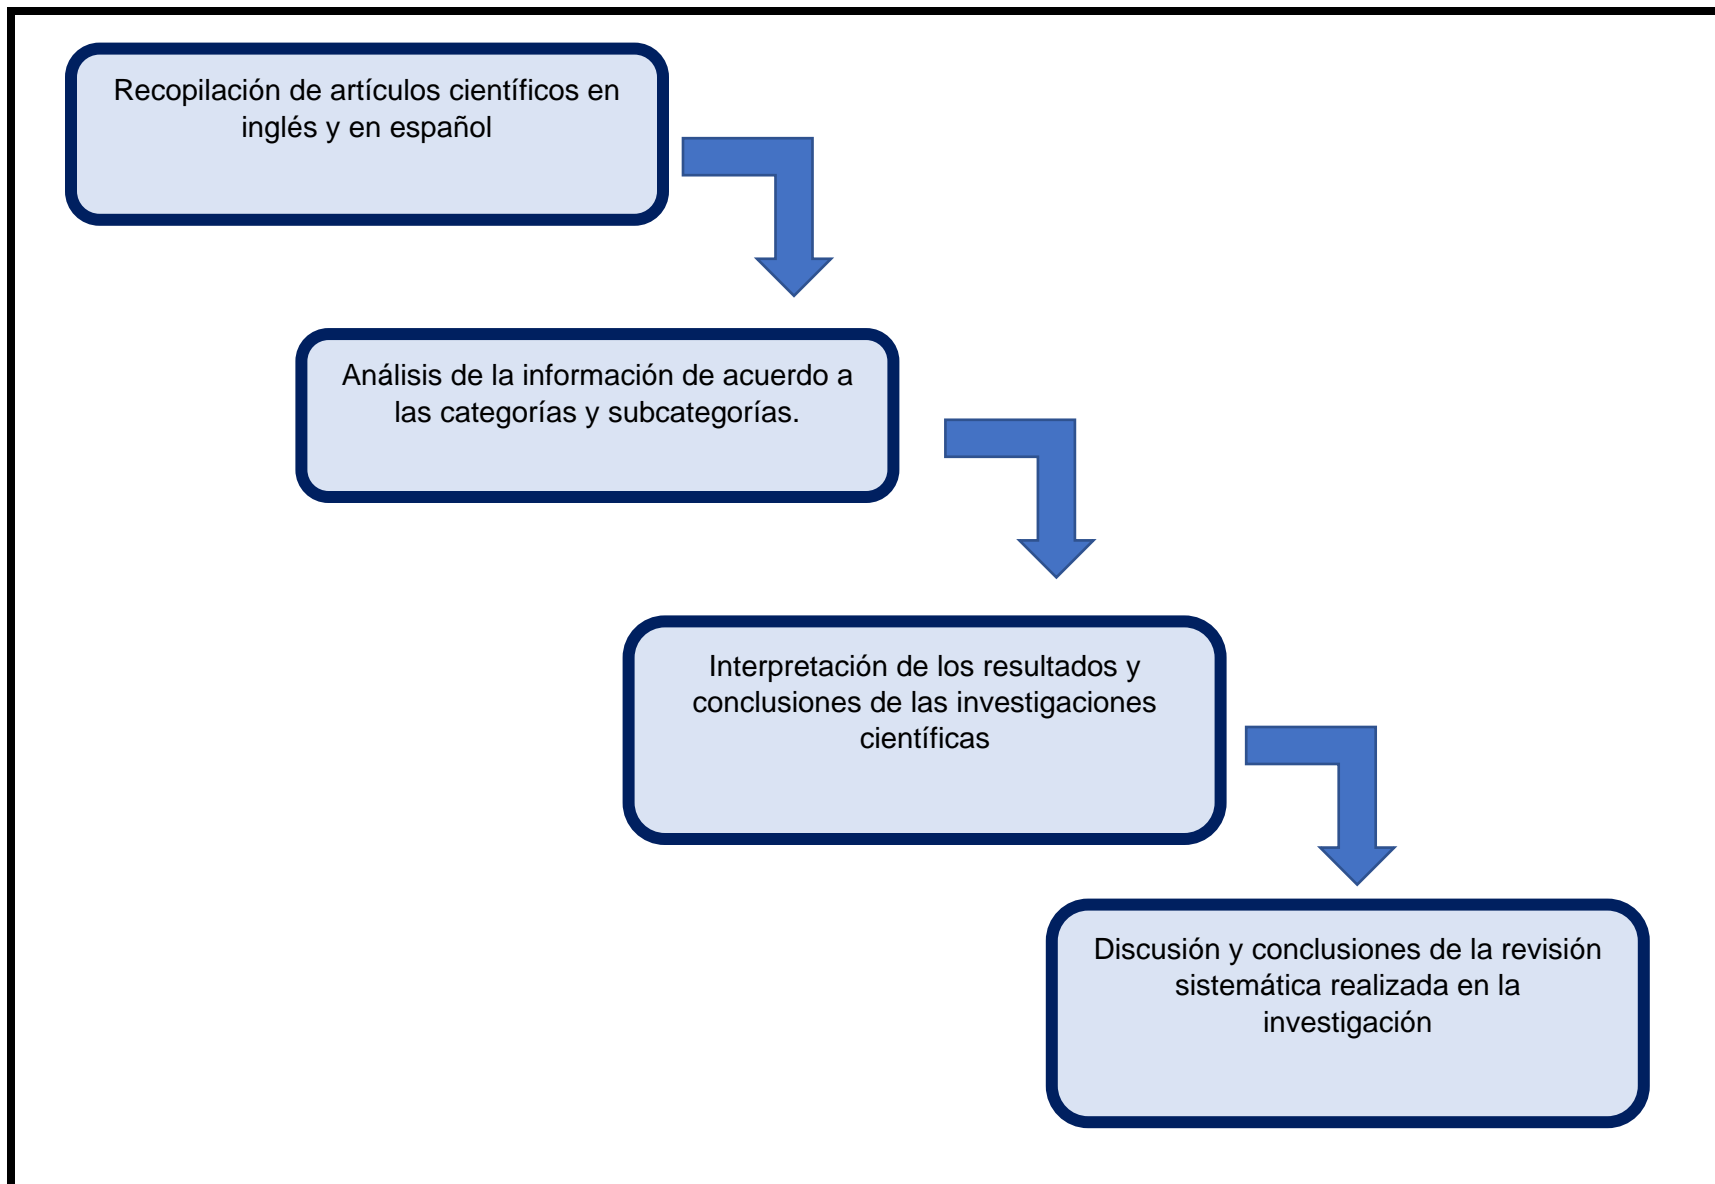 Recopilación de artículos científicos en
inglés y en español
Análisis de la información de acuerdo a
las categorías y subcategorías.
Interpretación de los resultados y
conclusiones de las investigaciones
científicas
Discusión y conclusiones de la revisión
sistemática realizada en la
investigación